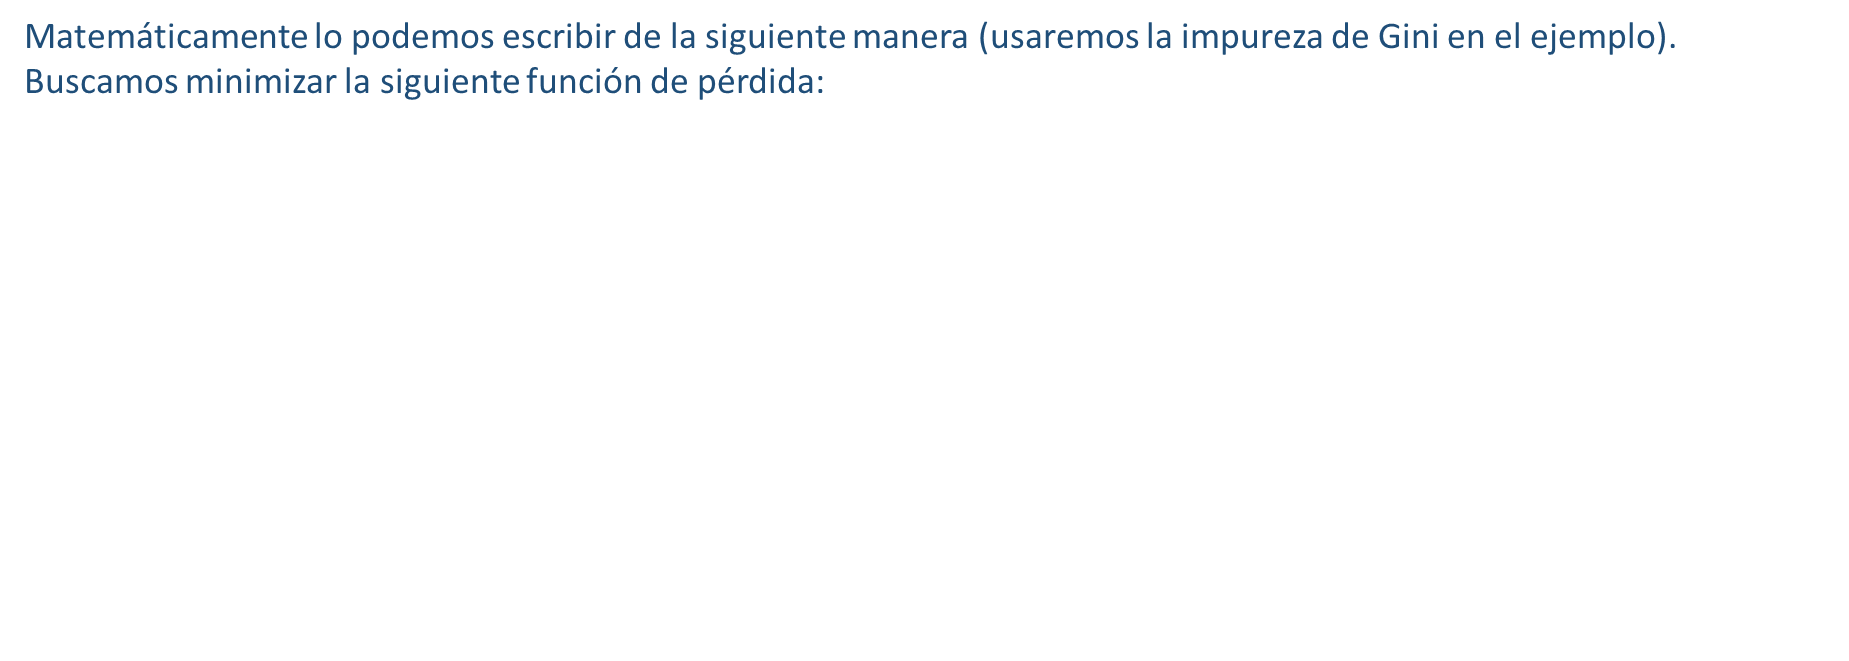 Matemáticamente lo podemos escribir de la siguiente manera (usaremos la impureza de Gini en el ejemplo).
Buscamos minimizar la siguiente función de pérdida: